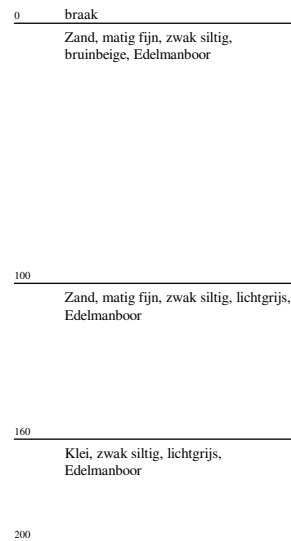 0 braak
Zand, matig fijn, zwak siltig,
bruinbeige, Edelmanboor
100
Zand, matig fijn, zwak siltig, lichtgrijs,
Edelmanboor
160
Klei, zwak siltig, lichtgrijs,
Edelmanboor
200